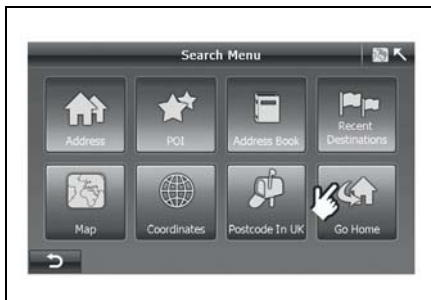 Search Menu
Address
POI
Address Book
Recent
Destinations
Map
Coordinates
Postcode In UK
Go Home